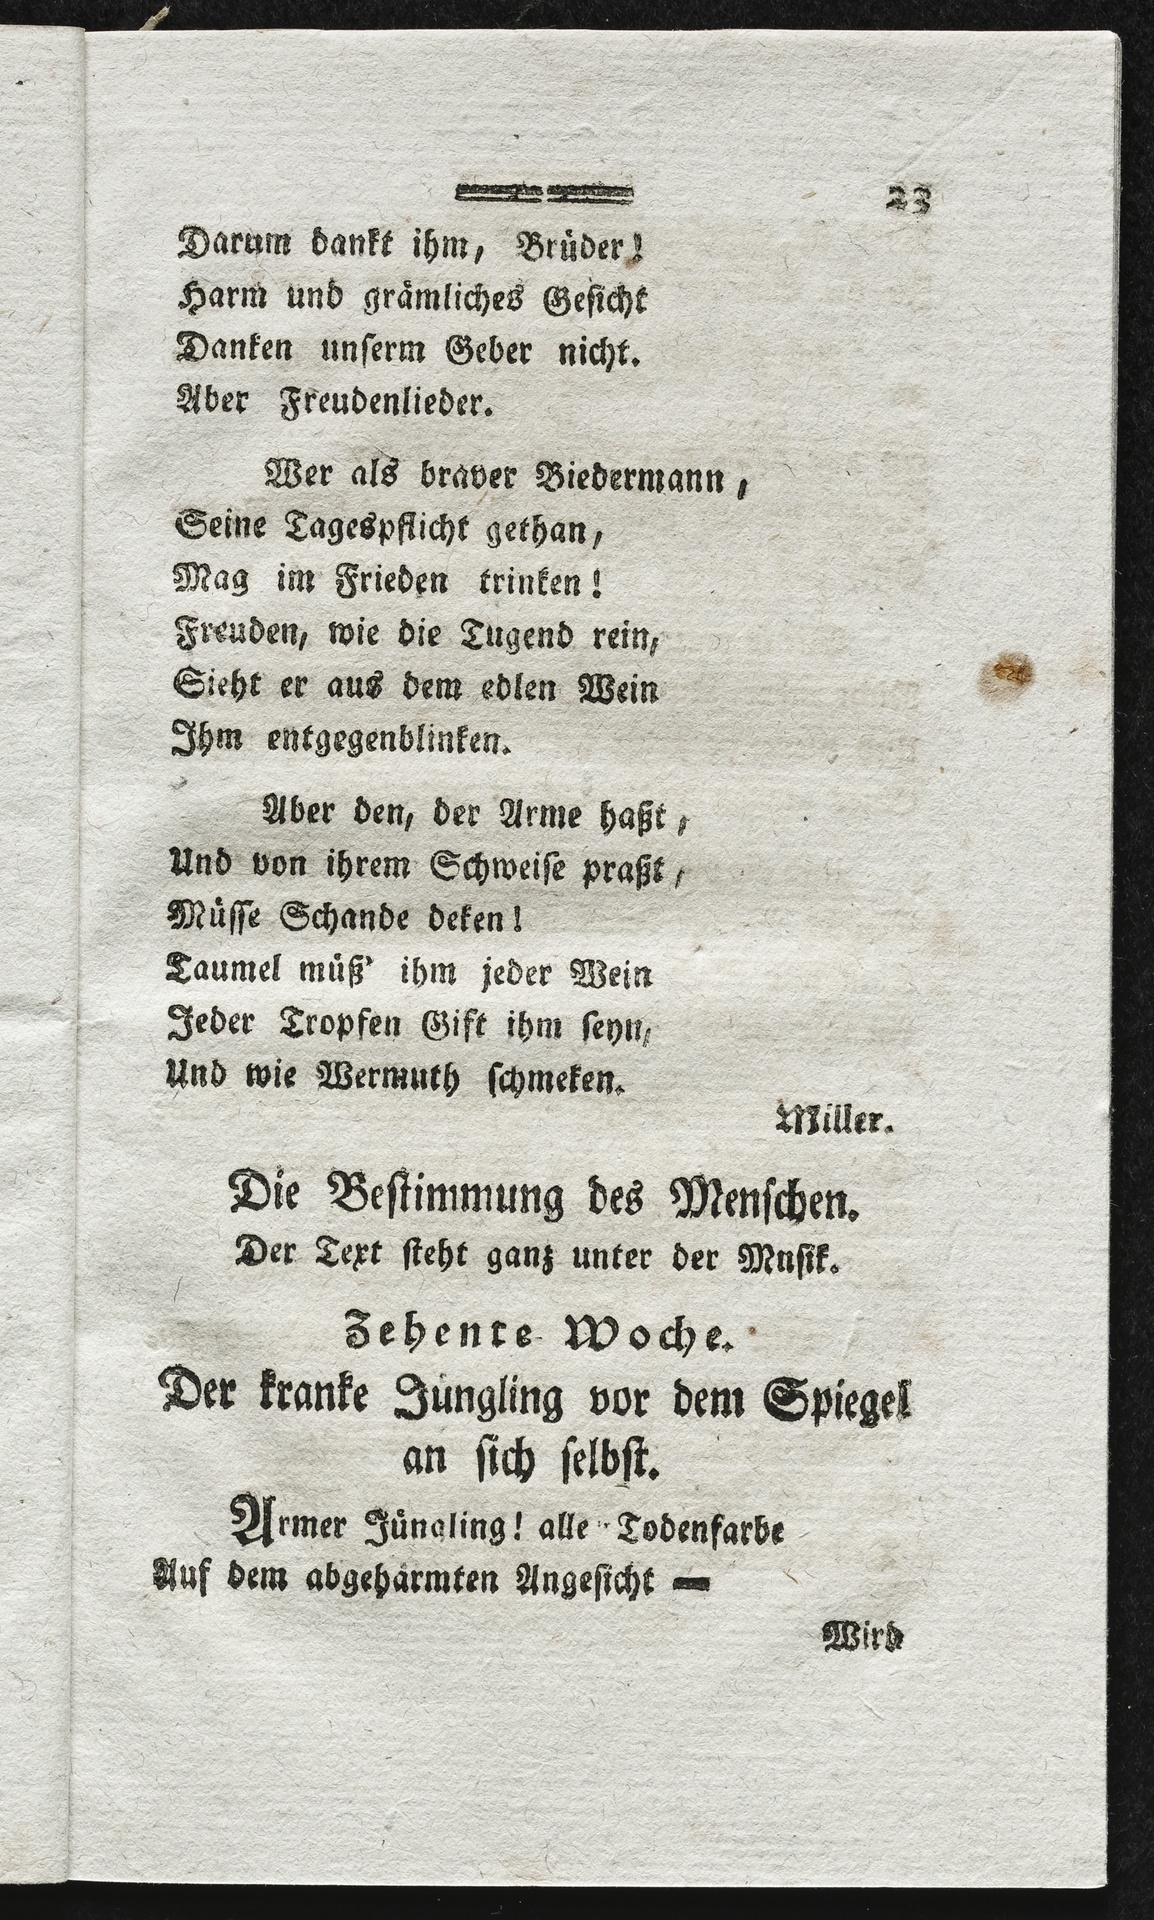 23
Darum dankt ihm, Brüder!
Harm und grämliches Geſicht
Danken unſerm Geber nicht.
Aber Freudenlieder.
Wer als braver Biedermann,
Seine Tagespflicht gethan,
Mag im Frieden trinken!
Freuden, wie die Tugend rein,
Sieht er aus dem edlen Wein
Ihm entgegenblinken.
Aber den, der Arme haßt,
Und von ihrem Schweiſe praßt,
Müſſe Schande deken!
Taumel müß' ihm jeder Wein
Jeder Tropfen Gift ihm ſeyn,
Und wie Wermuth ſchmeken.
Miller.
Die Beſtimmung des Menſchen.
Der Text ſteht ganz unter der Muſik.
Zehente Woche.
Der kranke Jüngling vor dem Spiegel
an ſich ſelbſt.
Armer Jüngling! alle Todenfarbe
Auf dem abgehärmten Angeſicht —
Wird